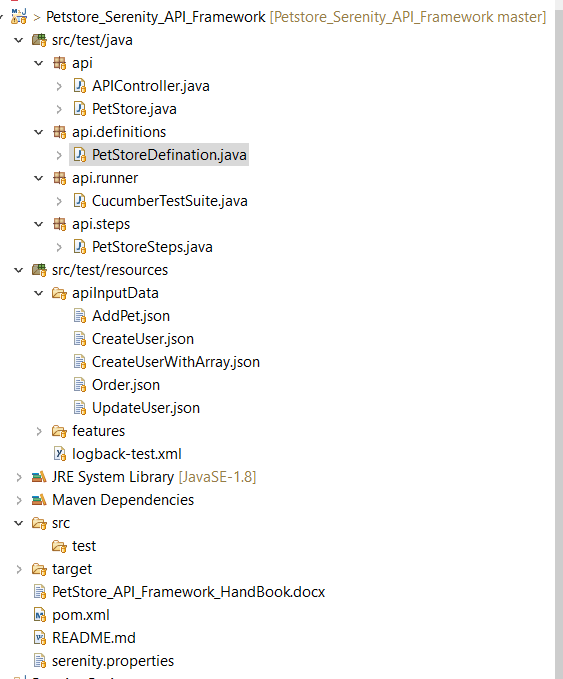 Petstore_Serenity_API_Framework [Petstore_Serenity_API_Framework master]
src/test/java
api
APIController.java
PetStore.java
api.definitions
PetStoreDefination.java
api.runner
CucumberTestSuite.java
api.steps
PetStoreSteps.java
src/test/resources
apiInputData
AddPet.json
CreateUser.json
CreateUserWithArray.json
Order.json
UpdateUser.json
features
logback-test.xml
JRE System Library [JavaSE-1.8]
Maven Dependencies
src
test
target
PetStore_API_Framework_HandBook.docx
pom.xml
README.md
serenity.properties